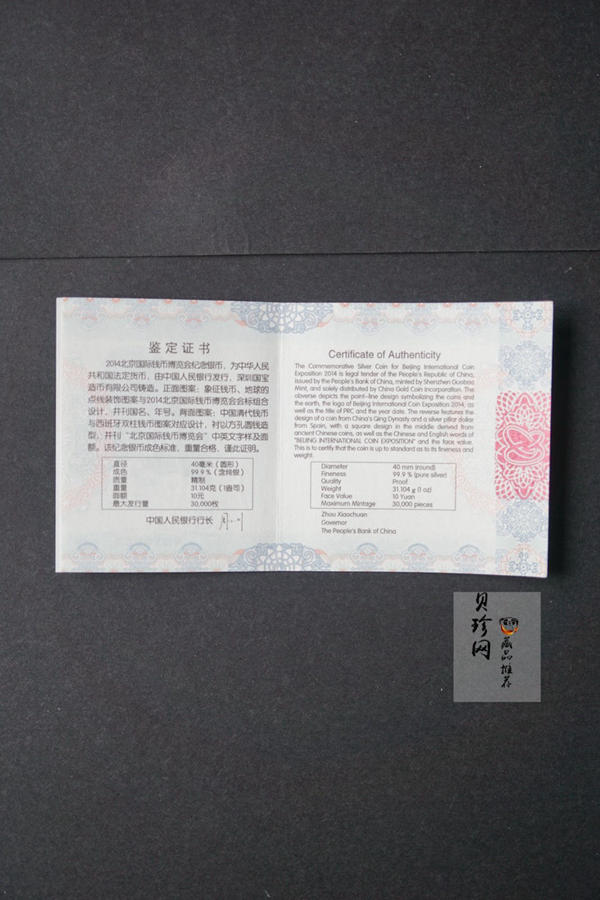 鉴定证书
2014北京国际钱币博览会纪念银币，为中华人民
共和国法定货币，由中国人民银行发行，深圳国宝
造币有限公司铸造。正面图案：象征钱币、地球的
点线装饰图案与2014北京国际钱币博览会会标组合
设计，并刊国名、年号。背面图案：中国清代钱币
与西班牙双柱钱币图案对应设计，衬以方孔圆钱造
型，并刊“北京国际钱币博览会”中英文字样及面
额。该纪念银币成色标准，重量合格，谨此证明。
直径 40毫米（圆形）
成色 99.9％（含纯银）
质量 精制
重量 31.104克（1盎司）
面额 10元
最大发行量 30,000枚
中国人民银行行长
Certificate of Authenticity
The Commemorative Silver Coin for Beijing International Coin
Exposition 2014 is legal tender of the People's Republic of China,
issued by the People's Bank of China, minted by Shenzhen Guobao
Mint, and solely distributed by China Gold Coin Incorporation. The
obverse depicts the point-line design symbolizing the coins and
the earth, the logo of Beijing International Coin Exposition 2014, as
well as the title of PRC and the year date. The reverse features the
design of a coin from China's Qing Dynasty and a silver pillar dollar
from Spain, with a square design in the middle derived from
ancient Chinese coins, as well as the Chinese and English words of
"BEIJING INTERNATIONAL COIN EXPOSITION" and the face value.
This is to certify that the coin is up to standard as to its fineness and
weight.
Diameter 40 mm (round)
Fineness 99.9 % (pure silver)
Quality Proof
Weight 31.104 g (1 oz)
Face Value 10 Yuan
Maximum Mintage 30,000 pieces
Zhou Xiaochuan
Governor
The People's Bank of China
贝珍网
藏品推荐